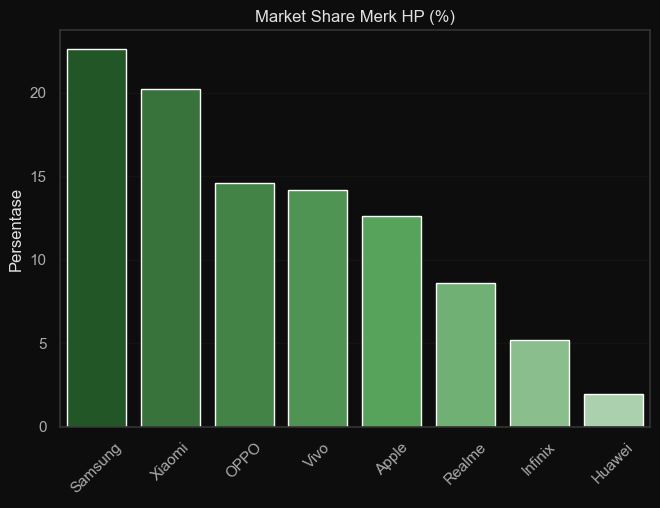 Market Share Merk HP (%)
Persentase
20
15
10
5
0
Samsung
Xiaomi
OPPO
Vivo
Apple
Realme
Infinix
Huawei